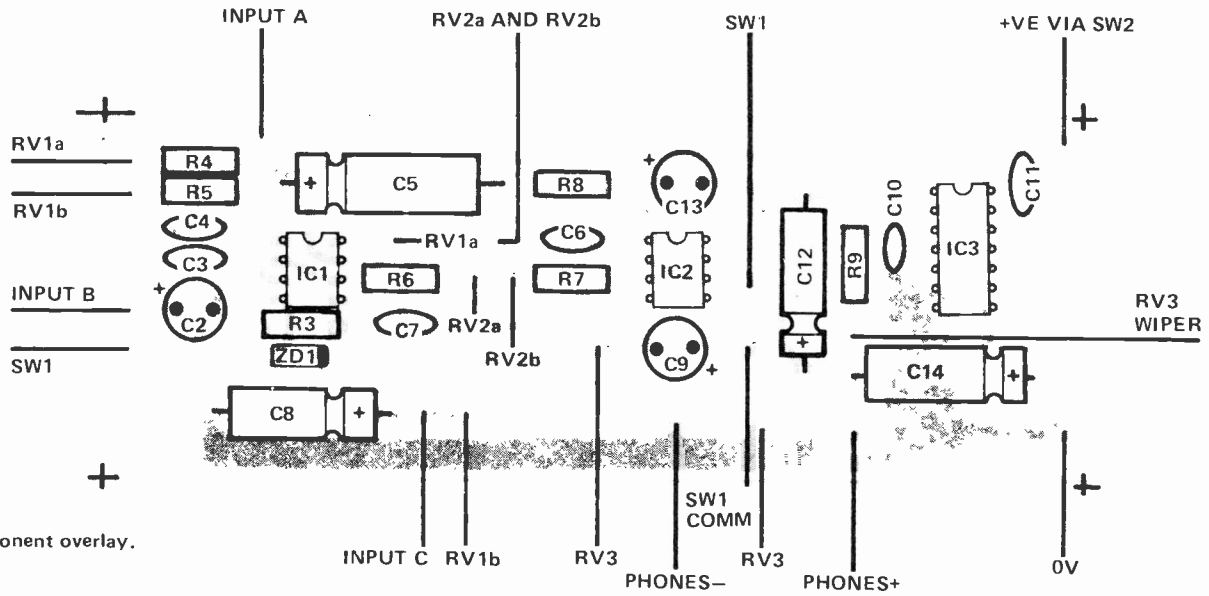 INPUT A
RV2a AND RV2b
SW1
+VE VIA SW2
RV1a
RV1b
R4
R5
C4
C3
INPUT B
+
C2
SW1
+
C5
IC1
R3
ZD1
C8
+
RV1a
R6
C7
RV2a
RV2b
R8
C6
R7
+
C13
IC2
C9
+
C12
+
R9
C10
IC3
C11
RV3
WIPER
C14
+
onent overlay.
INPUT C
RV1b
RV3
PHONES–
SW1
COMM
RV3
PHONES+
0V